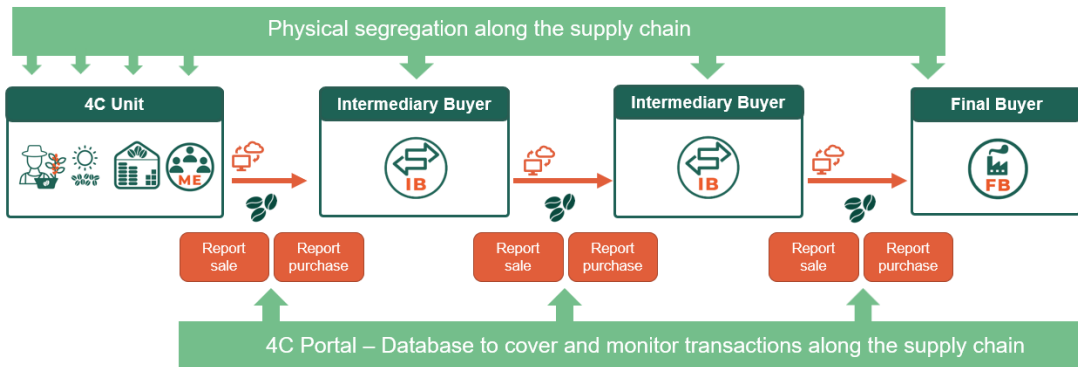 Physical segregation along the supply chain
4C Unit
Intermediary Buyer
Intermediary Buyer
Final Buyer
ME
IB
IB
FB
Report
sale
Report
purchase
Report
sale
Report
purchase
Report
sale
Report
purchase
4C Portal – Database to cover and monitor transactions along the supply chain